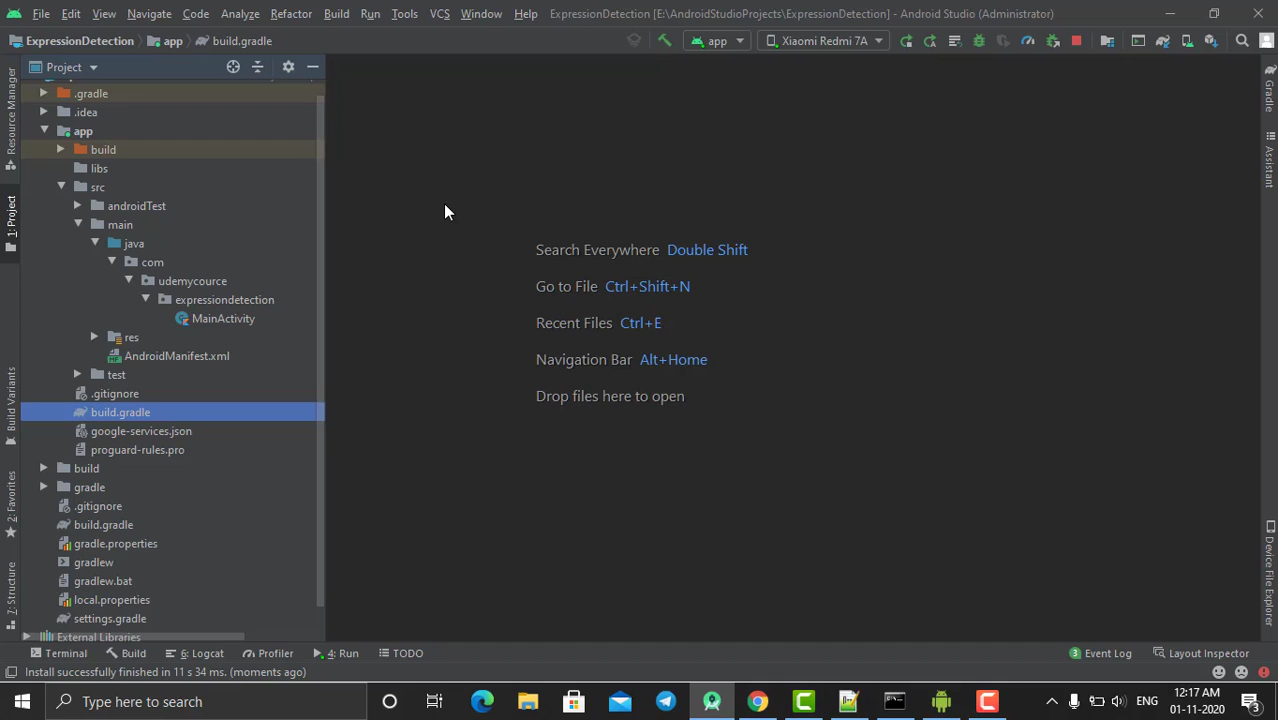 File Edit View Navigate Code Analyze Refactor Build Run Tools VCS Window Help ExpressionDetection [E:\AndroidStudioProjects\ExpressionDetection] - Android Studio (Administrator)
ExpressionDetection app build.gradle app Xiaomi Redmi 7A
Project
.gradle
.idea
app
build
libs
src
androidTest
main
java
com
udemycource
expressiondetection
MainActivity
res
AndroidManifest.xml
test
.gitignore
build.gradle
google-services.json
proguard-rules.pro
build
gradle
.gitignore
build.gradle
gradle.properties
gradlew
gradlew.bat
local.properties
settings.gradle
External Libraries
Resource Manager
1: Project
Build Variants
2: Favorites
7: Structure
Search Everywhere Double Shift
Go to File Ctrl+Shift+N
Recent Files Ctrl+E
Navigation Bar Alt+Home
Drop files here to open
Gradle
Assistant
Device File Explorer
Terminal Build 6: Logcat Profiler 4: Run TODO 3 Event Log Layout Inspector
Install successfully finished in 11 s 34 ms. (moments ago)
Type here to search
ENG
12:17 AM
01-11-2020
3